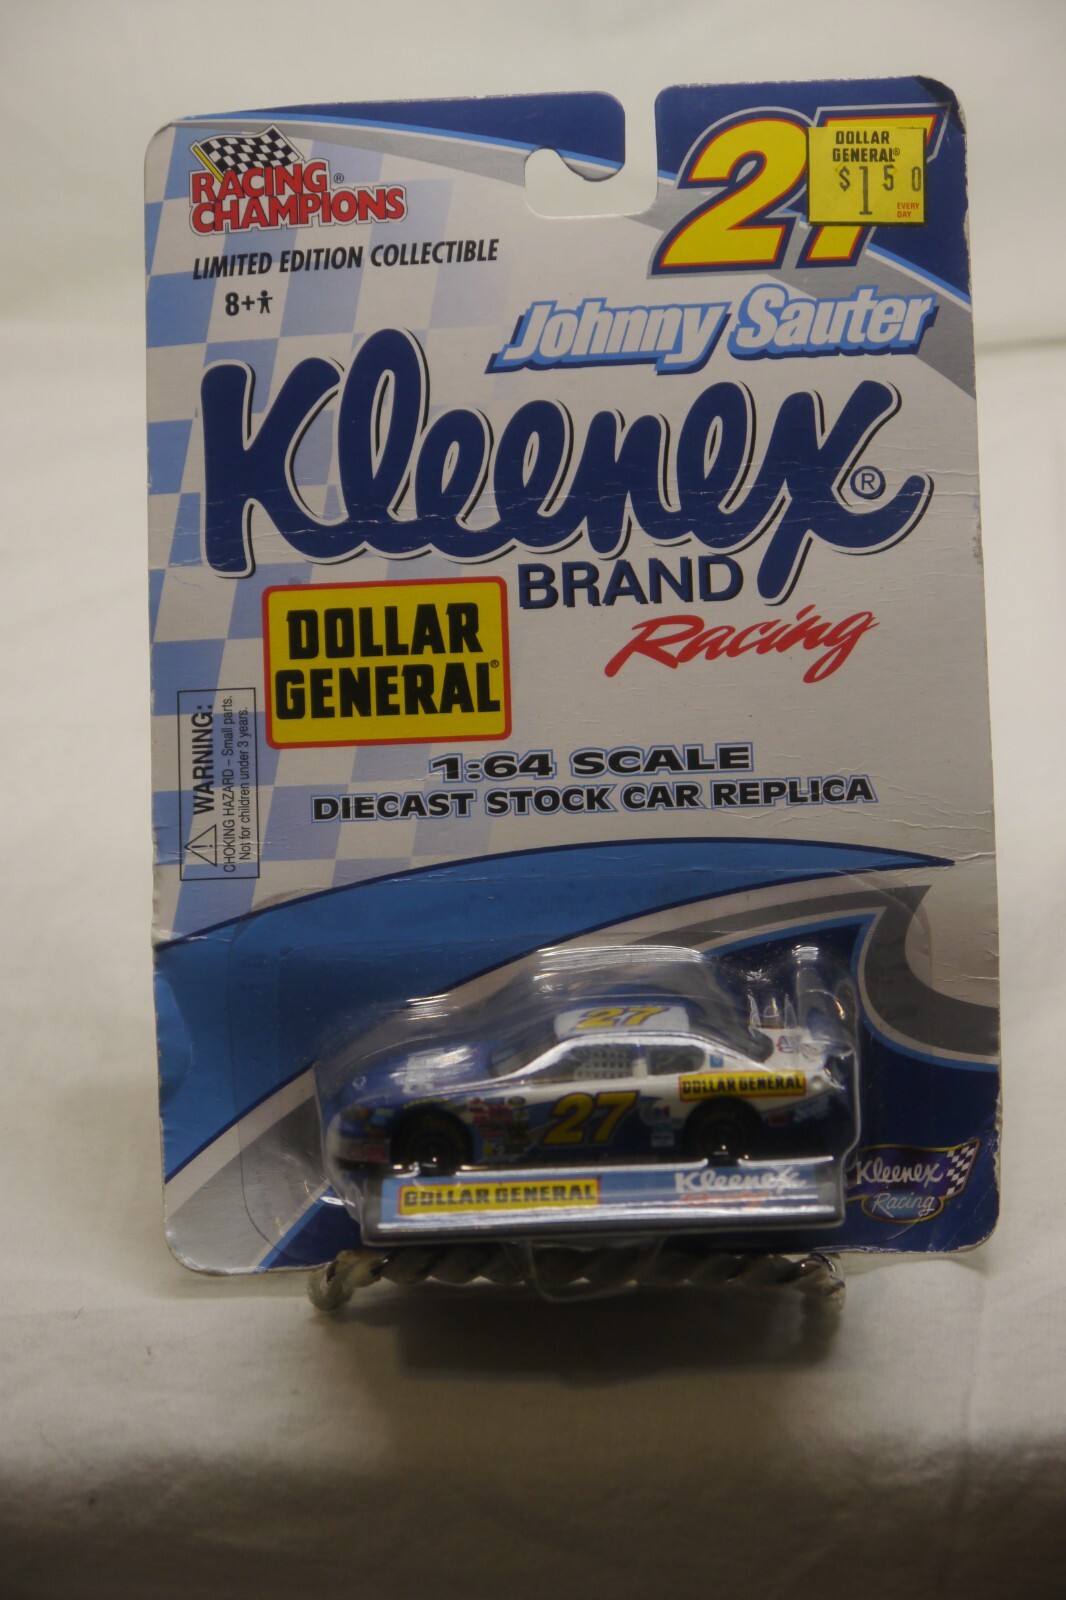 RACING ®
CHAMPIONS
LIMITED EDITION COLLECTIBLE
8+
27
DOLLAR
GENERAL®
$1 50
EVERY
DAY
Johnny Sauter
Kleenex®
BRAND
Racing
DOLLAR
GENERAL®
WARNING:
CHOKING HAZARD – Small parts.
Not for children under 3 years.
1:64 SCALE
DIECAST STOCK CAR REPLICA
27
DOLLAR GENERAL
27
DOLLAR GENERAL
Kleenex
Racing
Kleenex
Racing